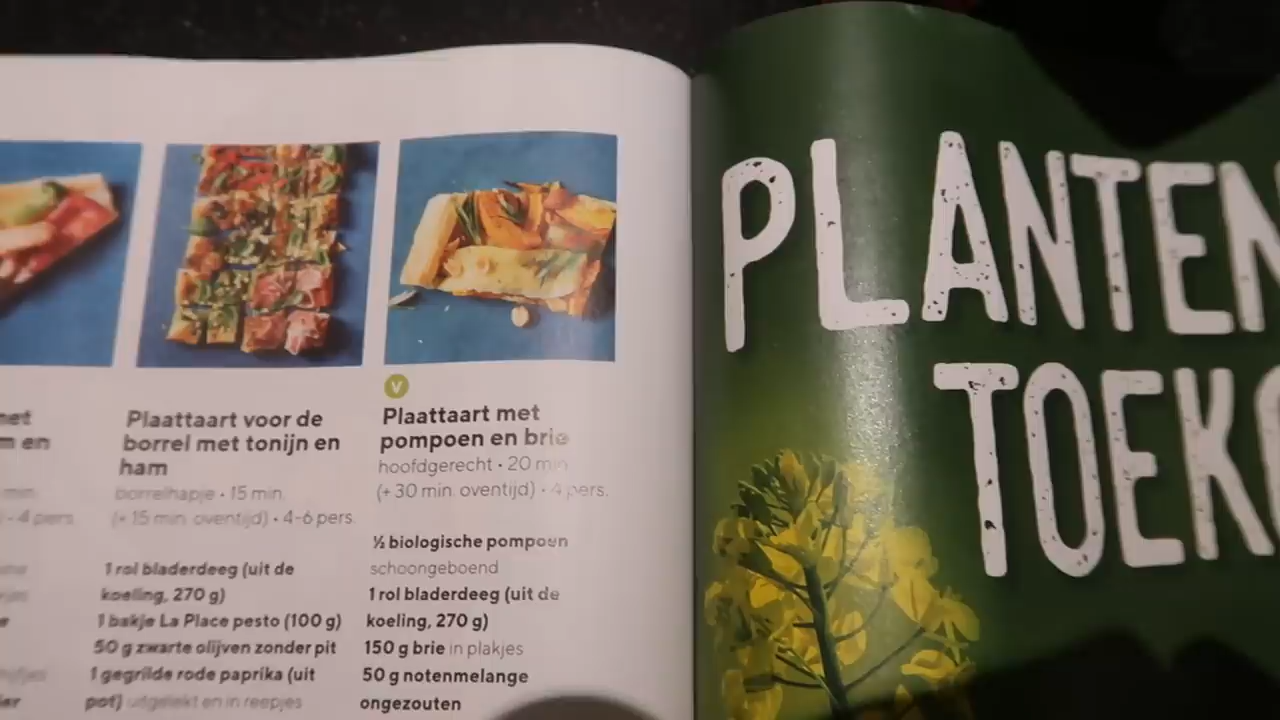 en
Plaattaart voor de
borrel met tonijn en
ham
borrelhapje • 15 min.
(+ 15 min. oventijd) • 4-6 pers.
1 rol bladerdeeg (uit de
koeling, 270 g)
1 bakje La Place pesto (100 g)
50 g zwarte olijven zonder pit
1 gegrilde rode paprika (uit
pot) uitgelekt en in reepjes
V
Plaattaart met
pompoen en brie
hoofdgerecht • 20 min
(+ 30 min. oventijd) • 4 pers.
½ biologische pompoen
schoongeboend
1 rol bladerdeeg (uit de
koeling, 270 g)
150 g brie in plakjes
50 g notenmelange
ongezouten
PLANTEN
TOEK